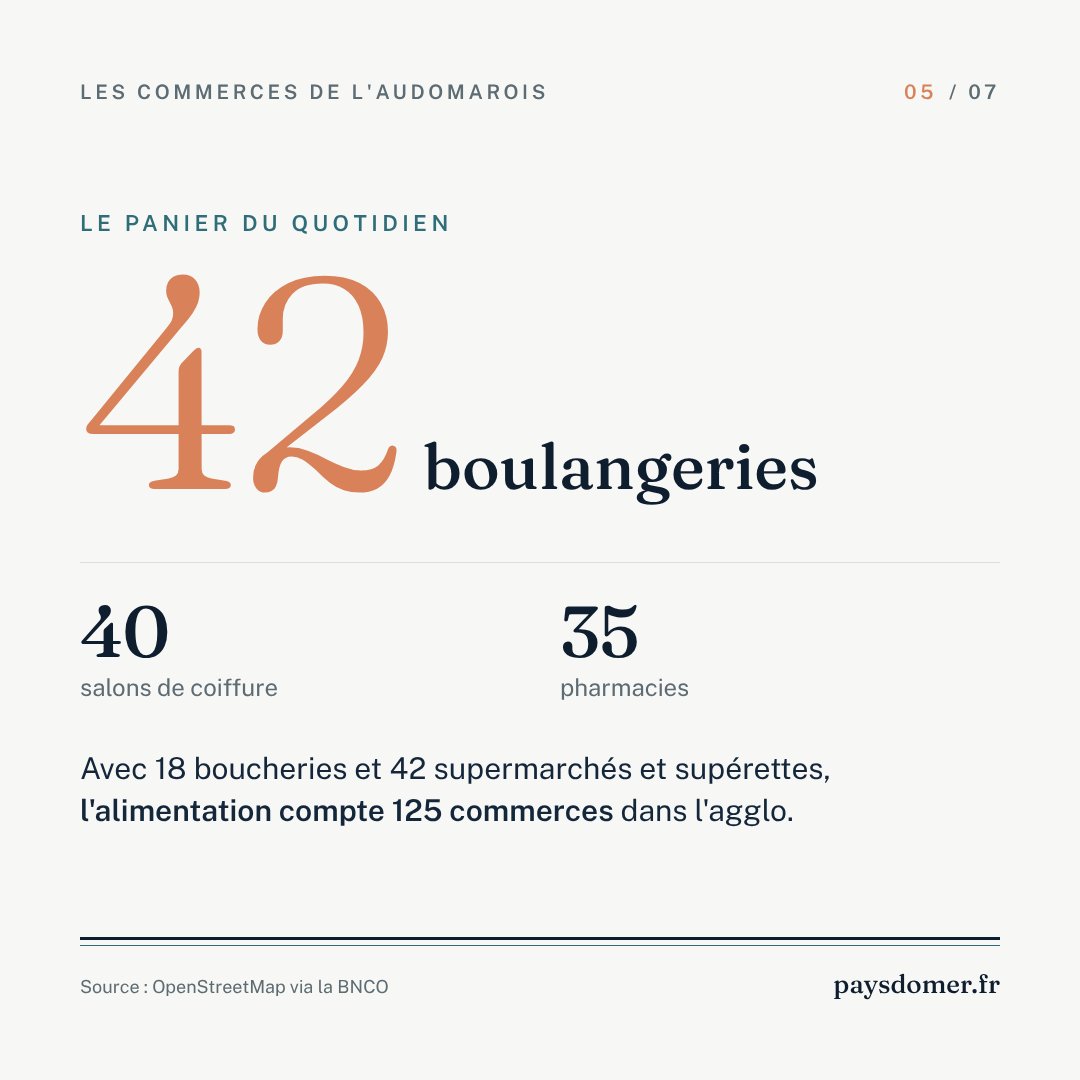 LES COMMERCES DE L'AUDOMAROIS
05 / 07
LE PANIER DU QUOTIDIEN
42 boulangeries
40
salons de coiffure
35
pharmacies
Avec 18 boucheries et 42 supermarchés et supérettes,
l'alimentation compte 125 commerces dans l'agglo.
Source : OpenStreetMap via la BNCO
paysdomer.fr